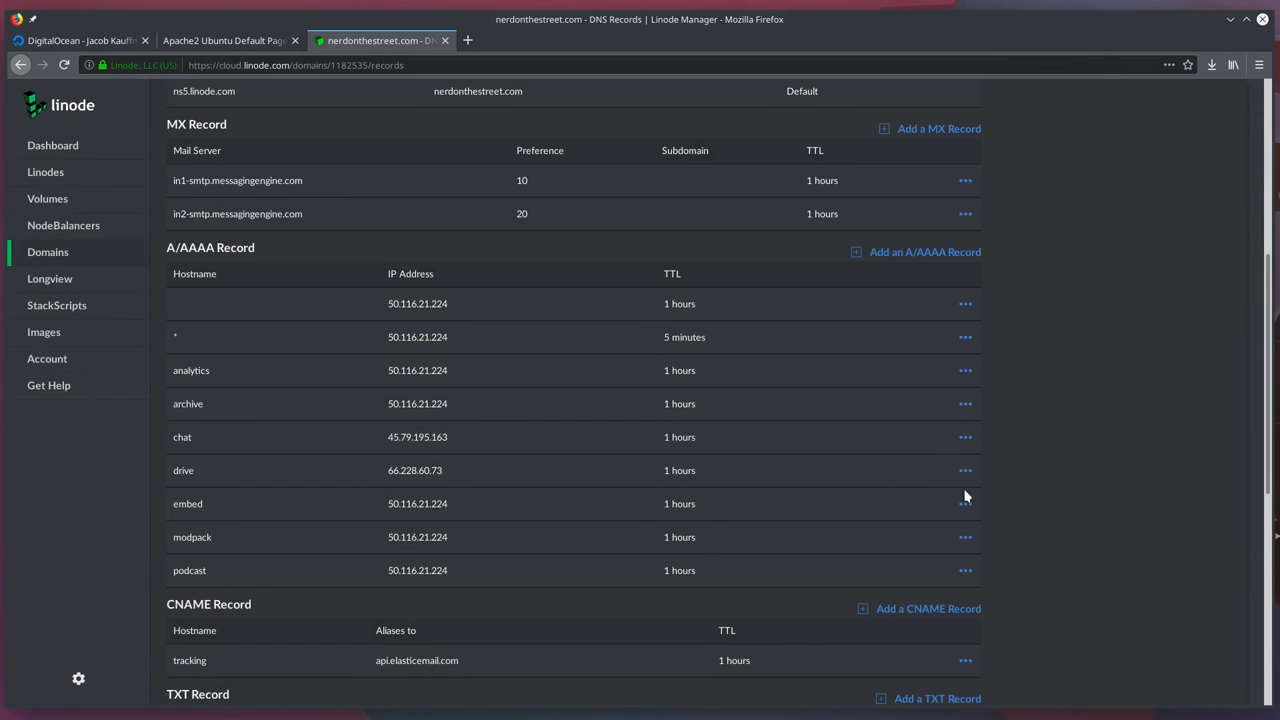 nerdonthestreet.com - DNS Records | Linode Manager - Mozilla Firefox
DigitalOcean - Jacob Kauff
Apache2 Ubuntu Default Page
nerdonthestreet.com - DN
Linode, LLC (US)
https://cloud.linode.com/domains/1182535/records
linode
Dashboard
Linodes
Volumes
NodeBalancers
Domains
Longview
StackScripts
Images
Account
Get Help
ns5.linode.com nerdonthestreet.com Default
MX Record
Add a MX Record
Mail Server Preference Subdomain TTL
in1-smtp.messagingengine.com 10 1 hours
in2-smtp.messagingengine.com 20 1 hours
A/AAAA Record
Add an A/AAAA Record
Hostname IP Address TTL
50.116.21.224 1 hours
* 50.116.21.224 5 minutes
analytics 50.116.21.224 1 hours
archive 50.116.21.224 1 hours
chat 45.79.195.163 1 hours
drive 66.228.60.73 1 hours
embed 50.116.21.224 1 hours
modpack 50.116.21.224 1 hours
podcast 50.116.21.224 1 hours
CNAME Record
Add a CNAME Record
Hostname Aliases to TTL
tracking api.elasticemail.com 1 hours
TXT Record
Add a TXT Record